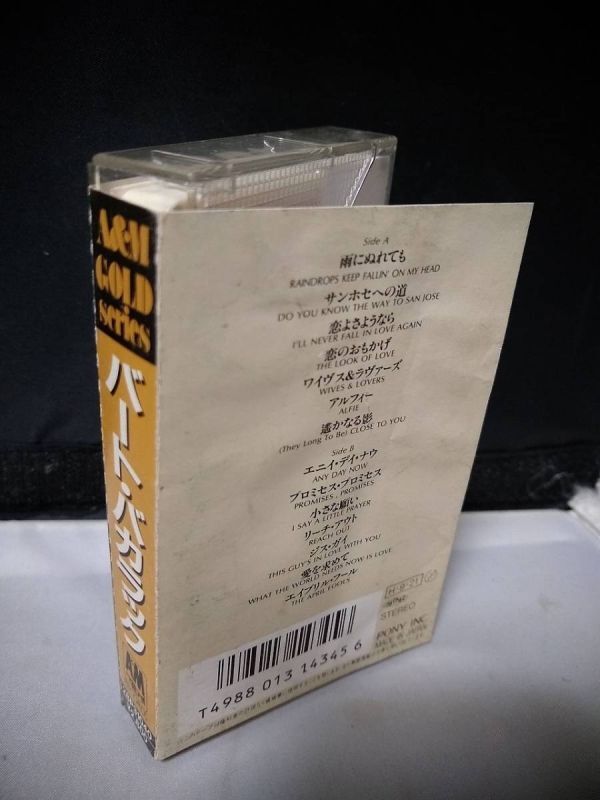 A&M
GOLD
series
バート・バカラック
A&M
Side A
雨にぬれても
RAINDROPS KEEP FALLIN' ON MY HEAD
サンホセへの道
DO YOU KNOW THE WAY TO SAN JOSE
恋よさようなら
I'LL NEVER FALL IN LOVE AGAIN
恋のおもかげ
THE LOOK OF LOVE
ワイヴス&ラヴァーズ
WIVES & LOVERS
アルフィー
ALFIE
遙かなる影
(They Long To Be) CLOSE TO YOU
Side B
エニイ・デイ・ナウ
ANY DAY NOW
プロミセス・プロミセス
PROMISES, PROMISES
小さな願い
I SAY A LITTLE PRAYER
リーチ・アウト
REACH OUT
ジス・ガイ
THIS GUY'S IN LOVE WITH YOU
愛を求めて
WHAT THE WORLD NEEDS NOW IS LOVE
エイプリル・フール
THE APRIL FOOLS
H・9・21
STEREO
PONY INC.
MADE IN JAPAN
T4988 013 14345 6